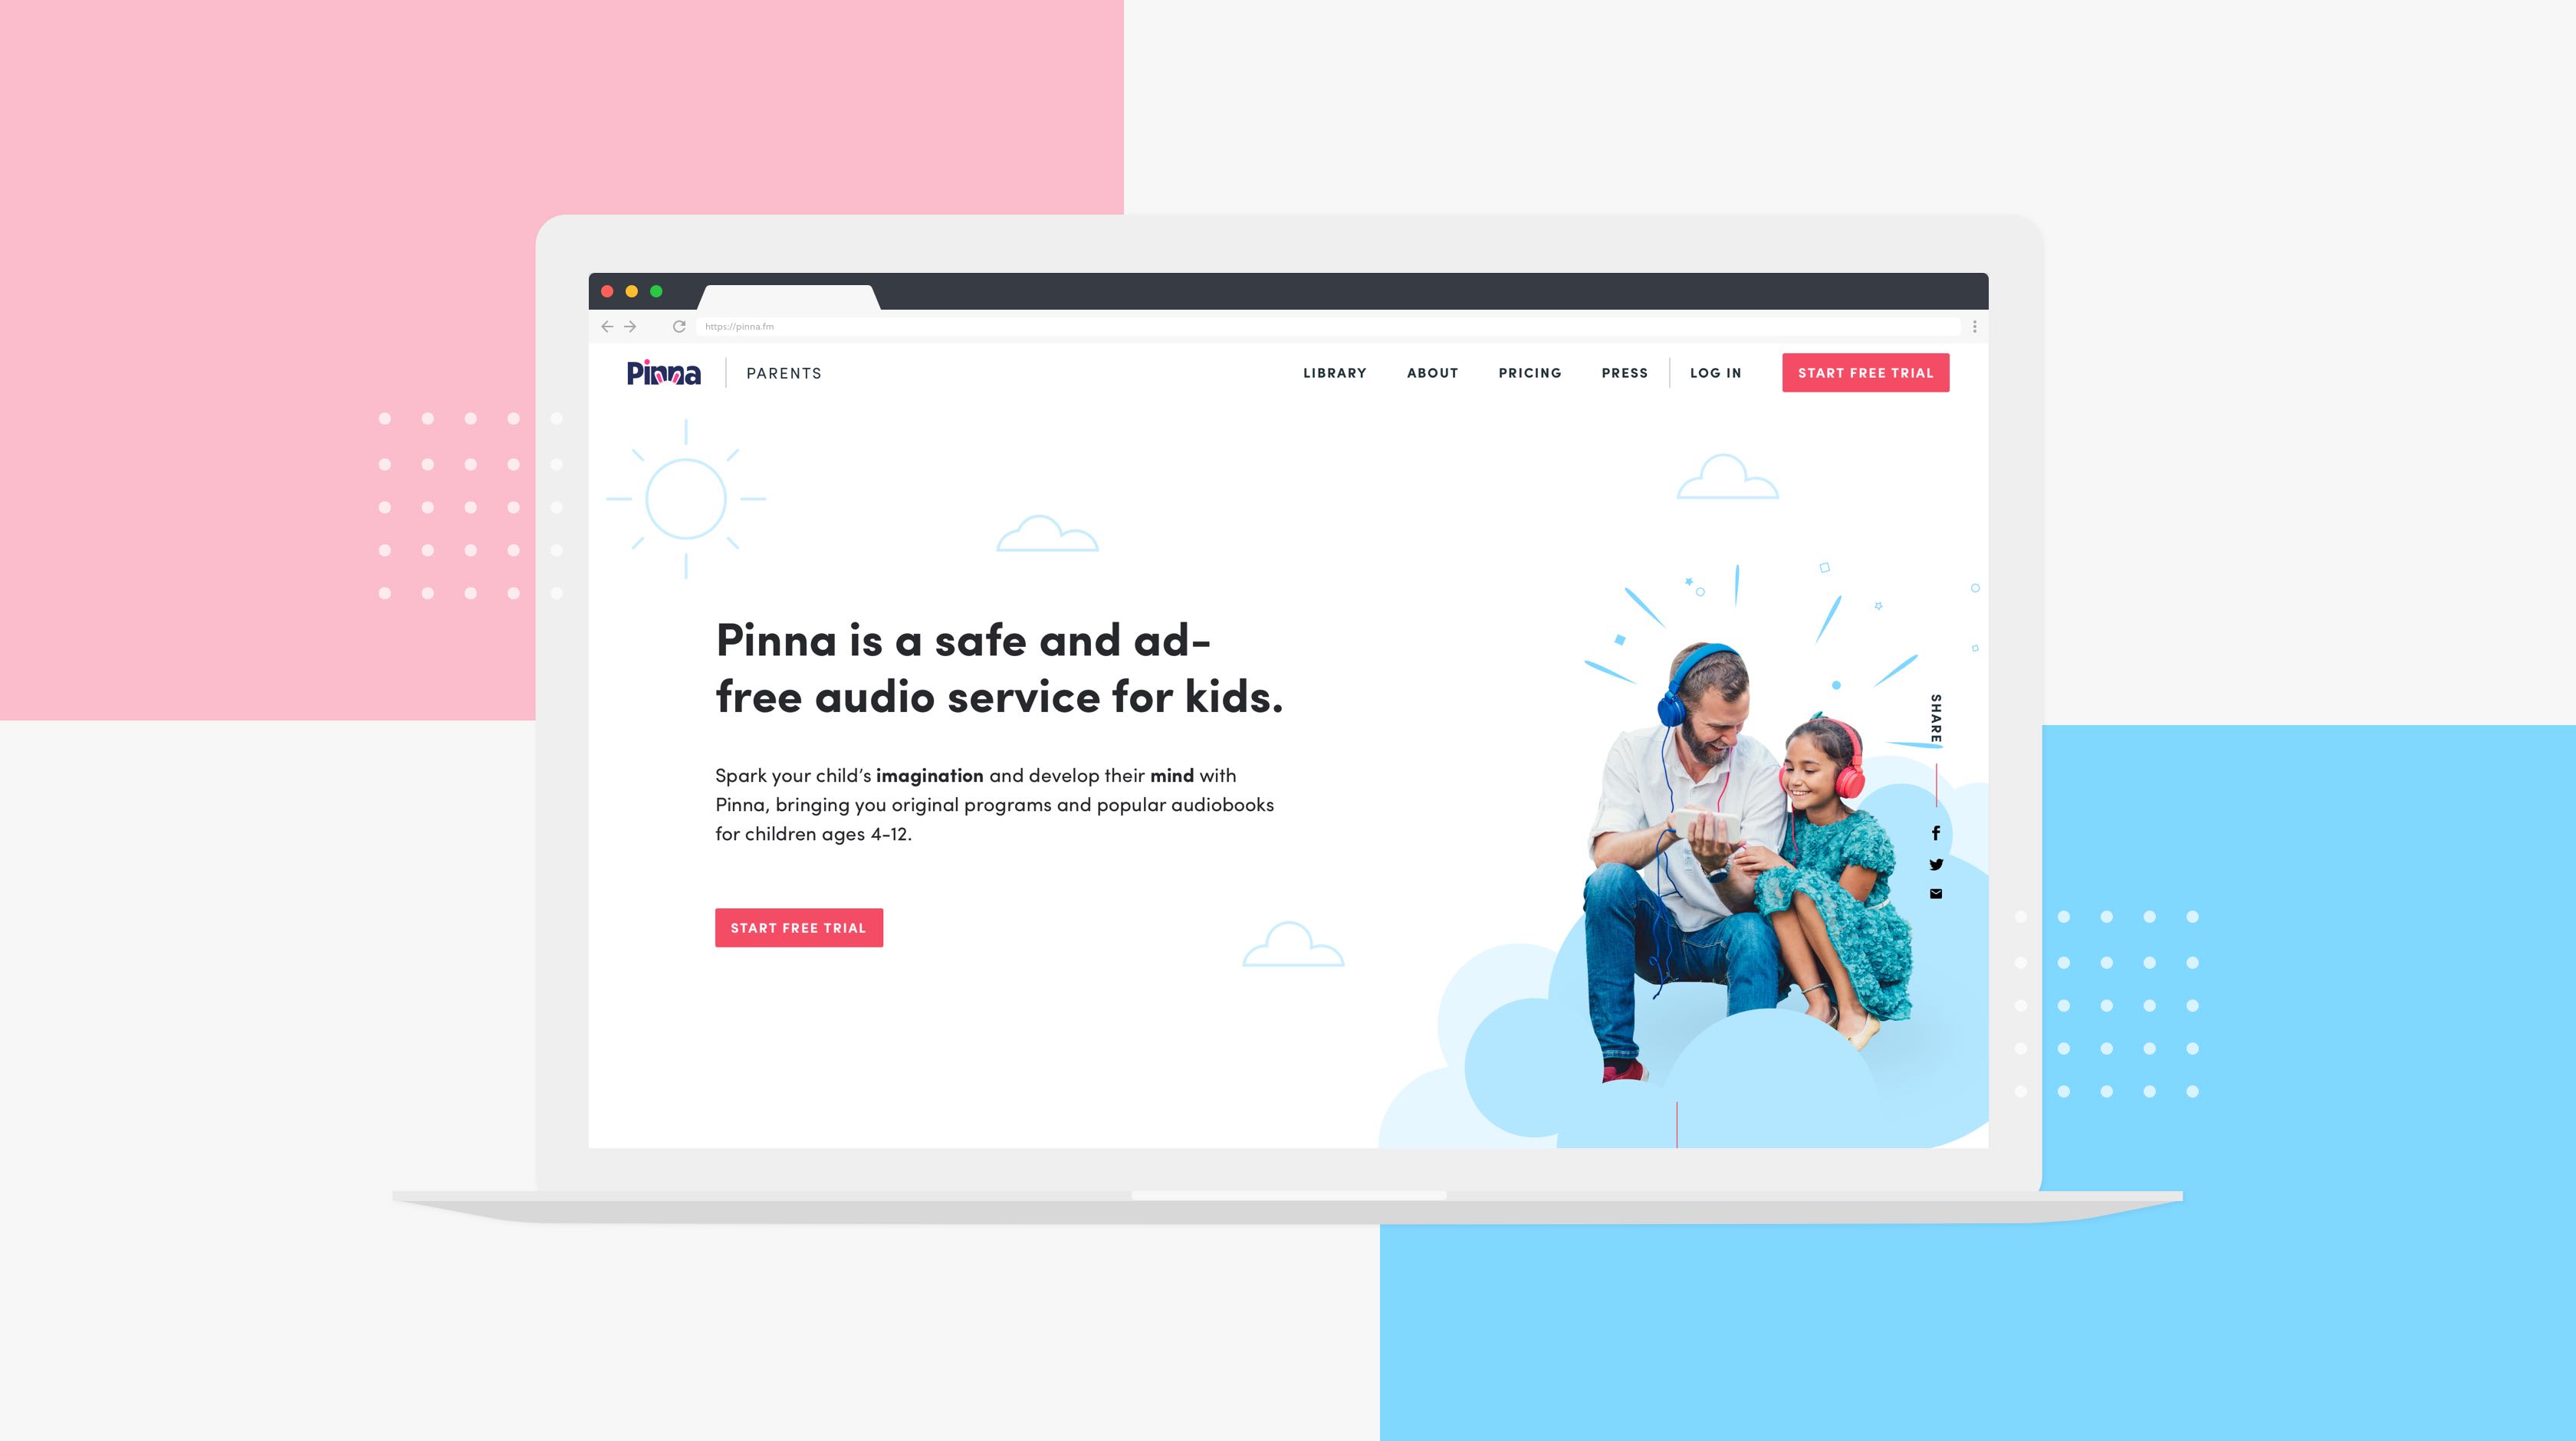 https://pinna.fm
Pinna
PARENTS
LIBRARY
ABOUT
PRICING
PRESS
LOG IN
START FREE TRIAL
Pinna is a safe and ad-
free audio service for kids.
Spark your child’s imagination and develop their mind with
Pinna, bringing you original programs and popular audiobooks
for children ages 4-12.
START FREE TRIAL
SHARE